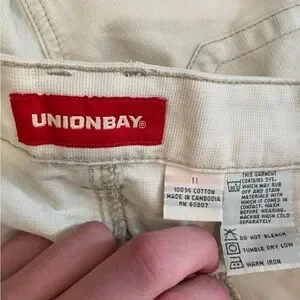 UNIONBAY®
11
100% COTTON
MADE IN CAMBODIA
RN 60307
THIS GARMENT
CONTAINS DYE,
WHICH MAY RUB
OFF AND STAIN
MATERIALS WITH
WHICH IT COMES IN
CONTACT. WASH
BEFORE WEARING.
MACHINE WASH COLD
SEPARATELY
DO NOT BLEACH
TUMBLE DRY LOW
WARM IRON